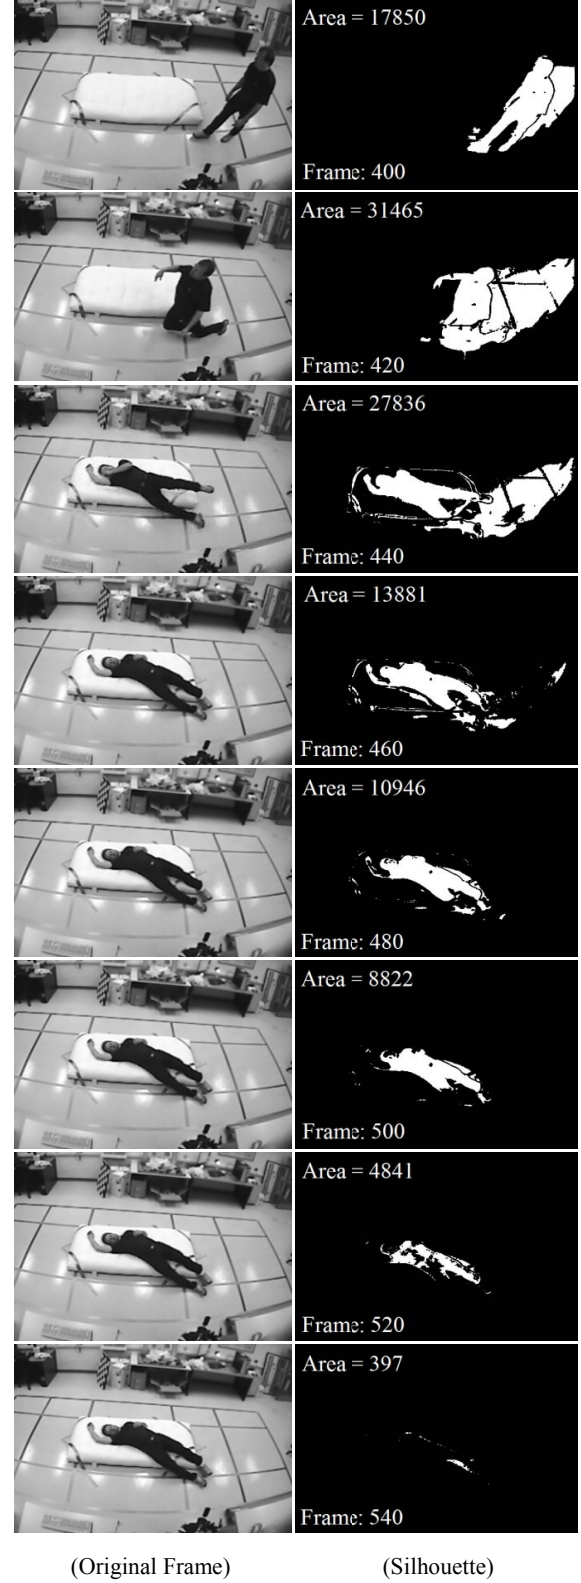 Area = 17850
Frame: 400
Area = 31465
Frame: 420
Area = 27836
Frame: 440
Area = 13881
Frame: 460
Area = 10946
Frame: 480
Area = 8822
Frame: 500
Area = 4841
Frame: 520
Area = 397
Frame: 540
(Original Frame) (Silhouette)